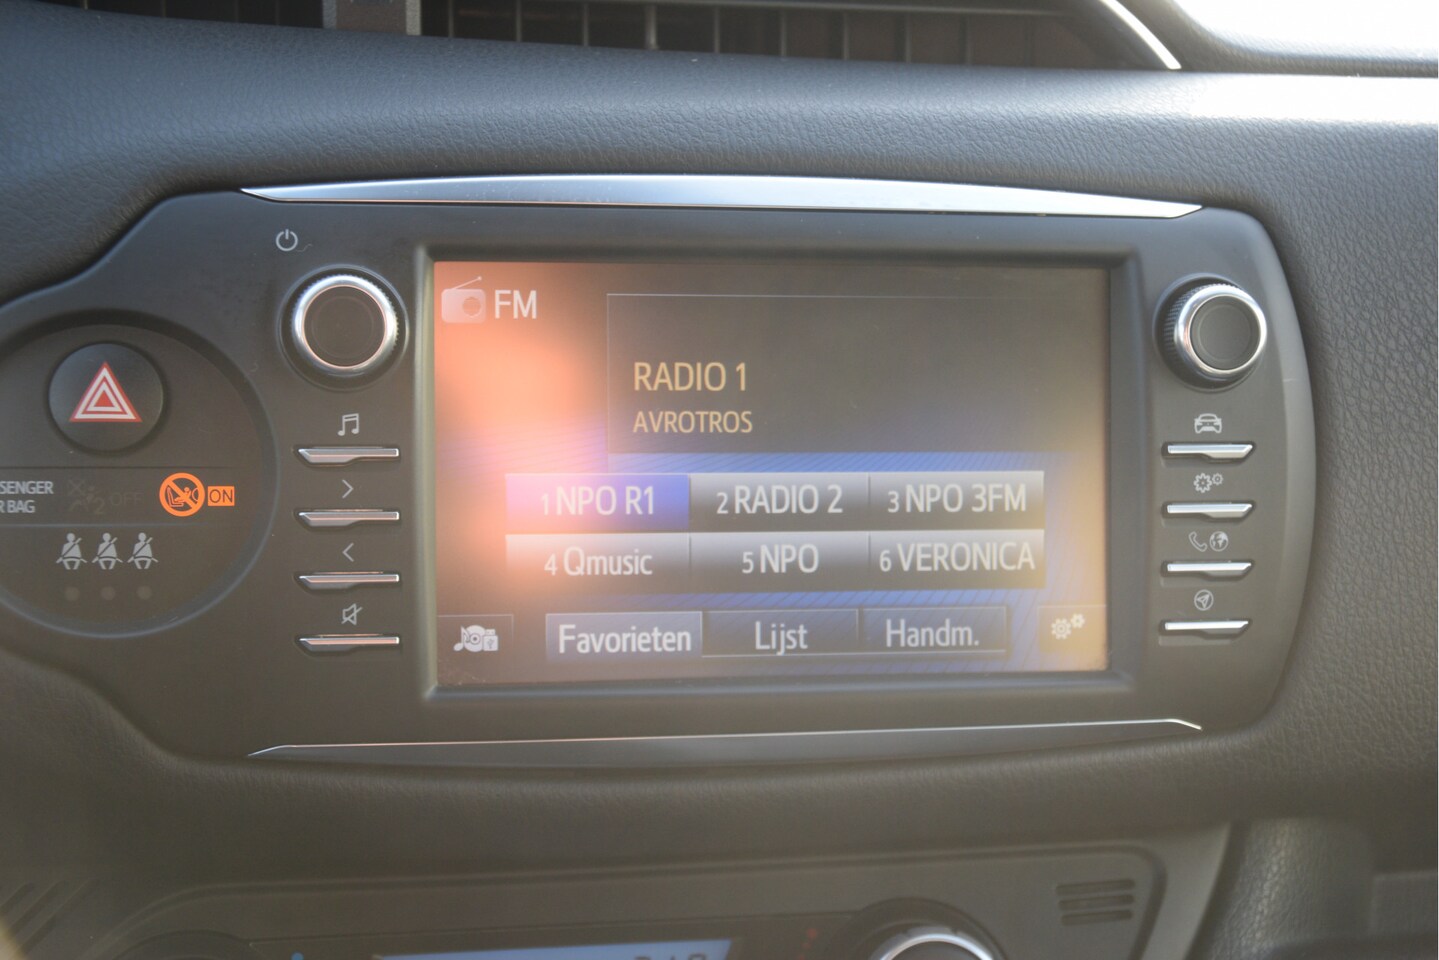 FM
RADIO 1
AVROTROS
1 NPO R1
2 RADIO 2
3 NPO 3FM
4 Qmusic
5 NPO
6 VERONICA
Favorieten
Lijst
Handm.
SENGER
R BAG
2 OFF
ON